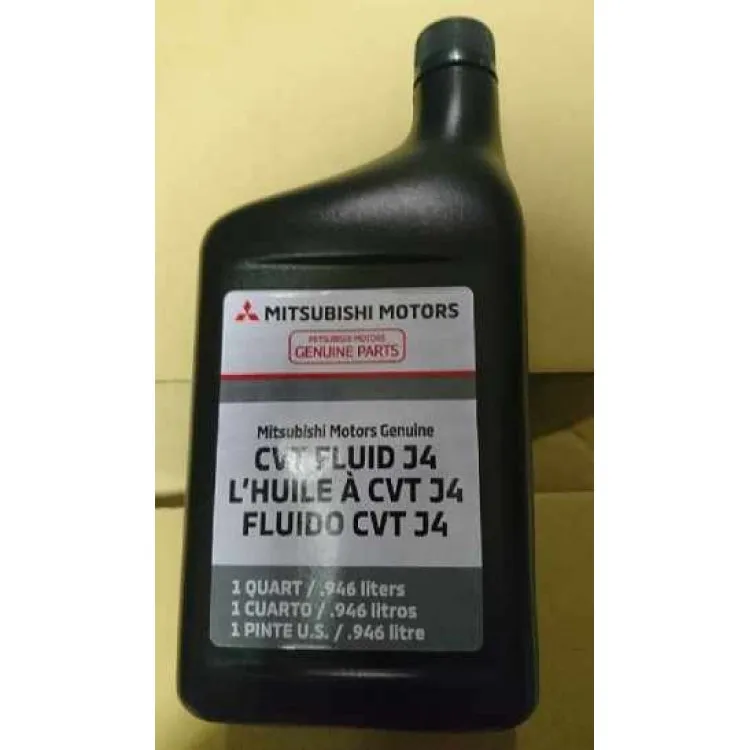 MITSUBISHI MOTORS
MITSUBISHI MOTORS
GENUINE PARTS
Mitsubishi Motors Genuine
CVT FLUID J4
L'HUILE À CVT J4
FLUIDO CVT J4
1 QUART / .946 liters
1 CUARTO / .946 litros
1 PINTE U.S. / .946 litre